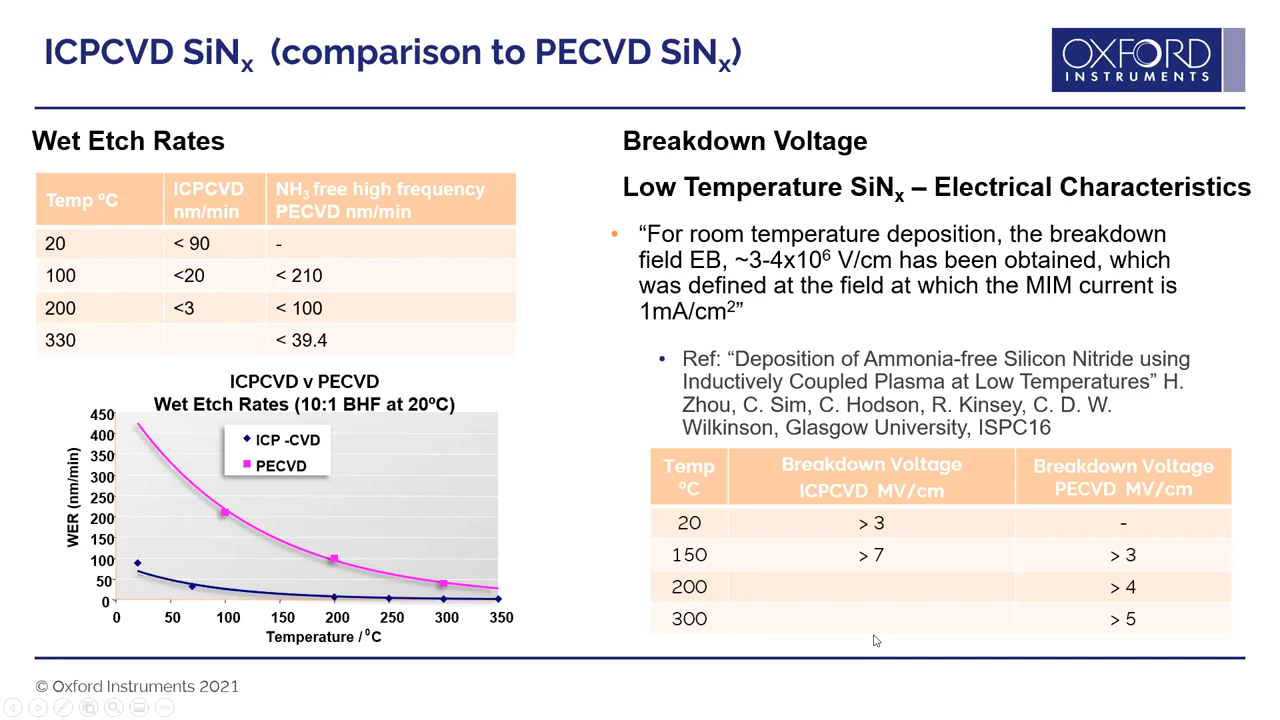 ICPCVD SiNx (comparison to PECVD SiNx)
OXFORD
INSTRUMENTS
Wet Etch Rates
Temp ºC
ICPCVD
nm/min
NH3 free high frequency
PECVD nm/min
20 < 90 -
100 <20 < 210
200 <3 < 100
330 < 39.4
ICPCVD v PECVD
Wet Etch Rates (10:1 BHF at 20ºC)
WER (nm/min)
450
400
350
300
250
200
150
100
50
0
ICP -CVD
PECVD
0 50 100 150 200 250 300 350
Temperature / 0C
Breakdown Voltage
Low Temperature SiNx – Electrical Characteristics
• “For room temperature deposition, the breakdown
field EB, ~3-4x10⁶ V/cm has been obtained, which
was defined at the field at which the MIM current is
1mA/cm²”
• Ref: “Deposition of Ammonia-free Silicon Nitride using
Inductively Coupled Plasma at Low Temperatures” H.
Zhou, C. Sim, C. Hodson, R. Kinsey, C. D. W.
Wilkinson, Glasgow University, ISPC16
Temp
ºC
Breakdown Voltage
ICPCVD MV/cm
Breakdown Voltage
PECVD MV/cm
20 > 3 -
150 > 7 > 3
200 > 4
300 > 5
© Oxford Instruments 2021